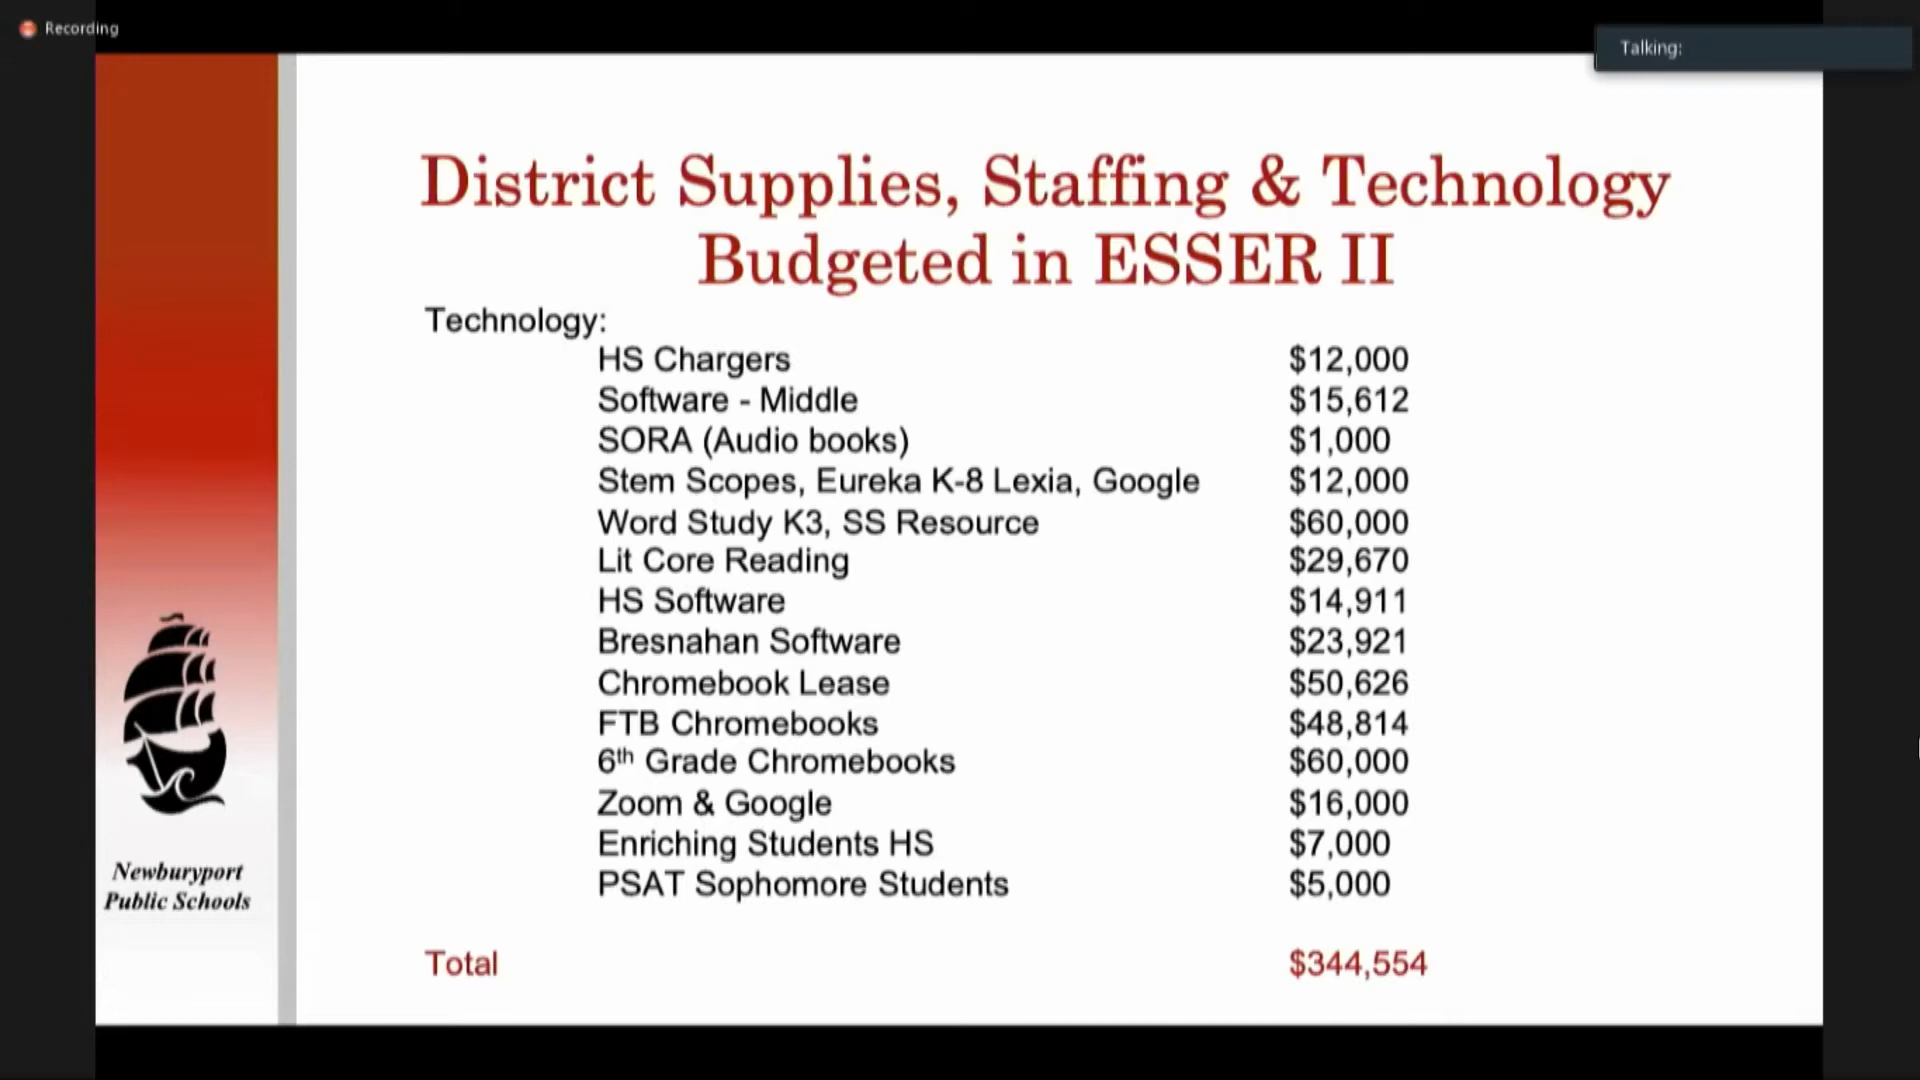 Recording
Talking:
District Supplies, Staffing & Technology
Budgeted in ESSER II
Technology:
HS Chargers $12,000
Software - Middle $15,612
SORA (Audio books) $1,000
Stem Scopes, Eureka K-8 Lexia, Google $12,000
Word Study K3, SS Resource $60,000
Lit Core Reading $29,670
HS Software $14,911
Bresnahan Software $23,921
Chromebook Lease $50,626
FTB Chromebooks $48,814
6th Grade Chromebooks $60,000
Zoom & Google $16,000
Enriching Students HS $7,000
PSAT Sophomore Students $5,000
Total $344,554
Newburyport
Public Schools